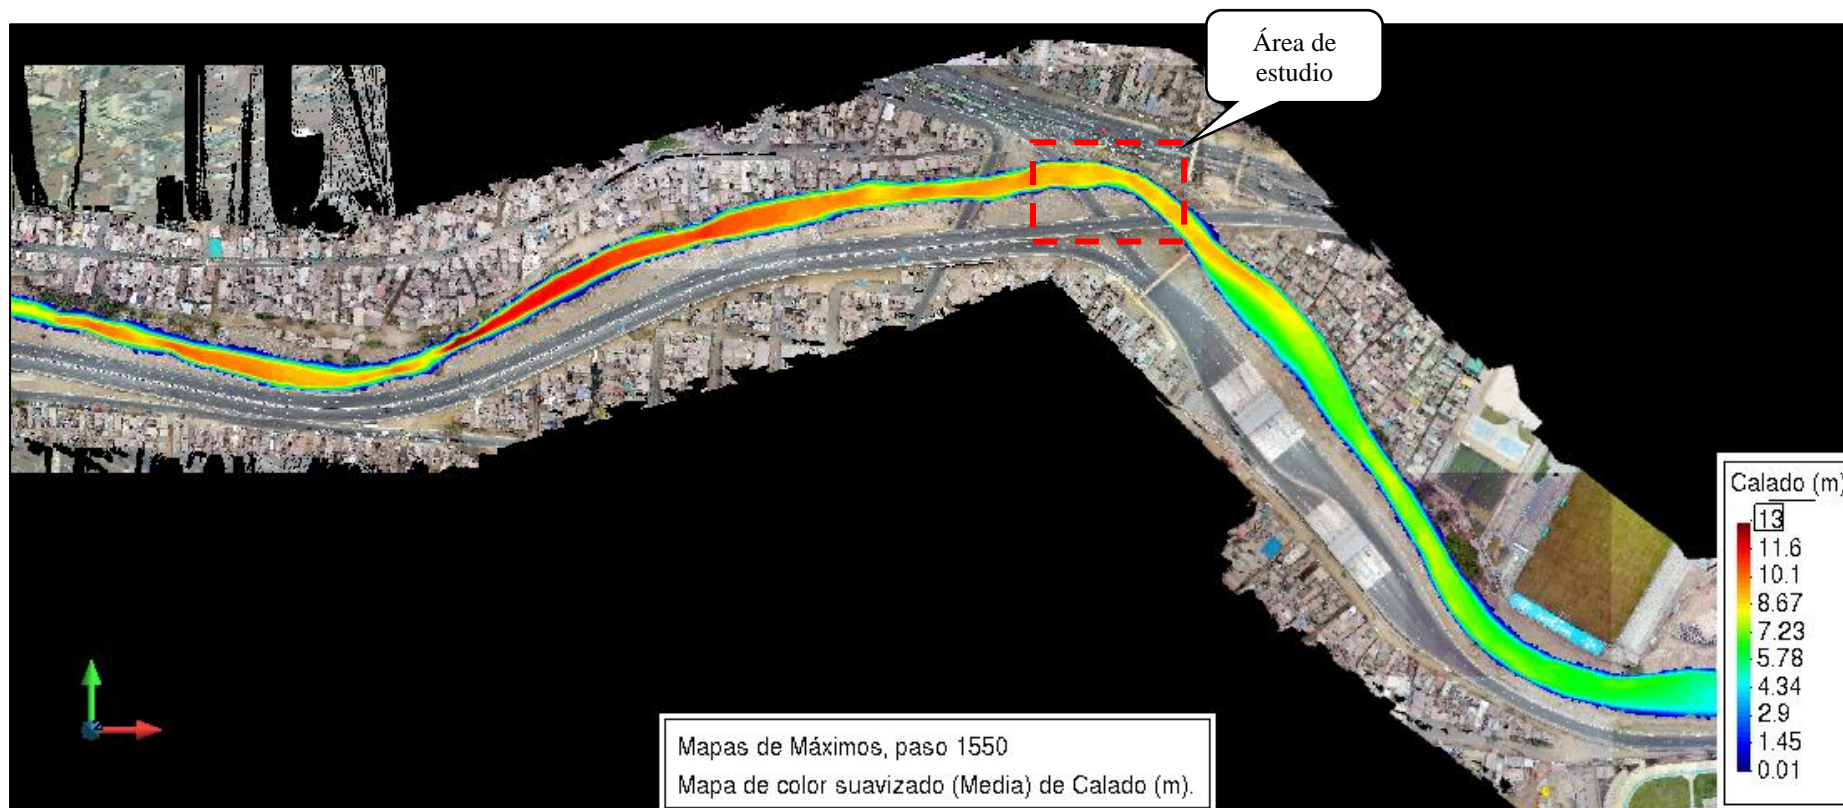 Área de
estudio
Calado (m)
13
11.6
10.1
8.67
7.23
5.78
4.34
2.9
1.45
0.01
Mapas de Máximos, paso 1550
Mapa de color suavizado (Media) de Calado (m).